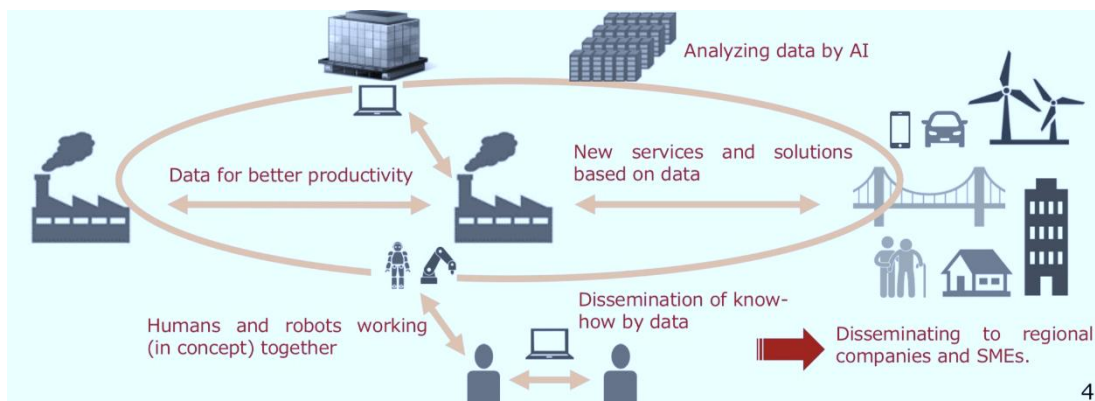 Analyzing data by AI
Data for better productivity
New services and solutions
based on data
Humans and robots working
(in concept) together
Dissemination of know-
how by data
Disseminating to regional
companies and SMEs.
4